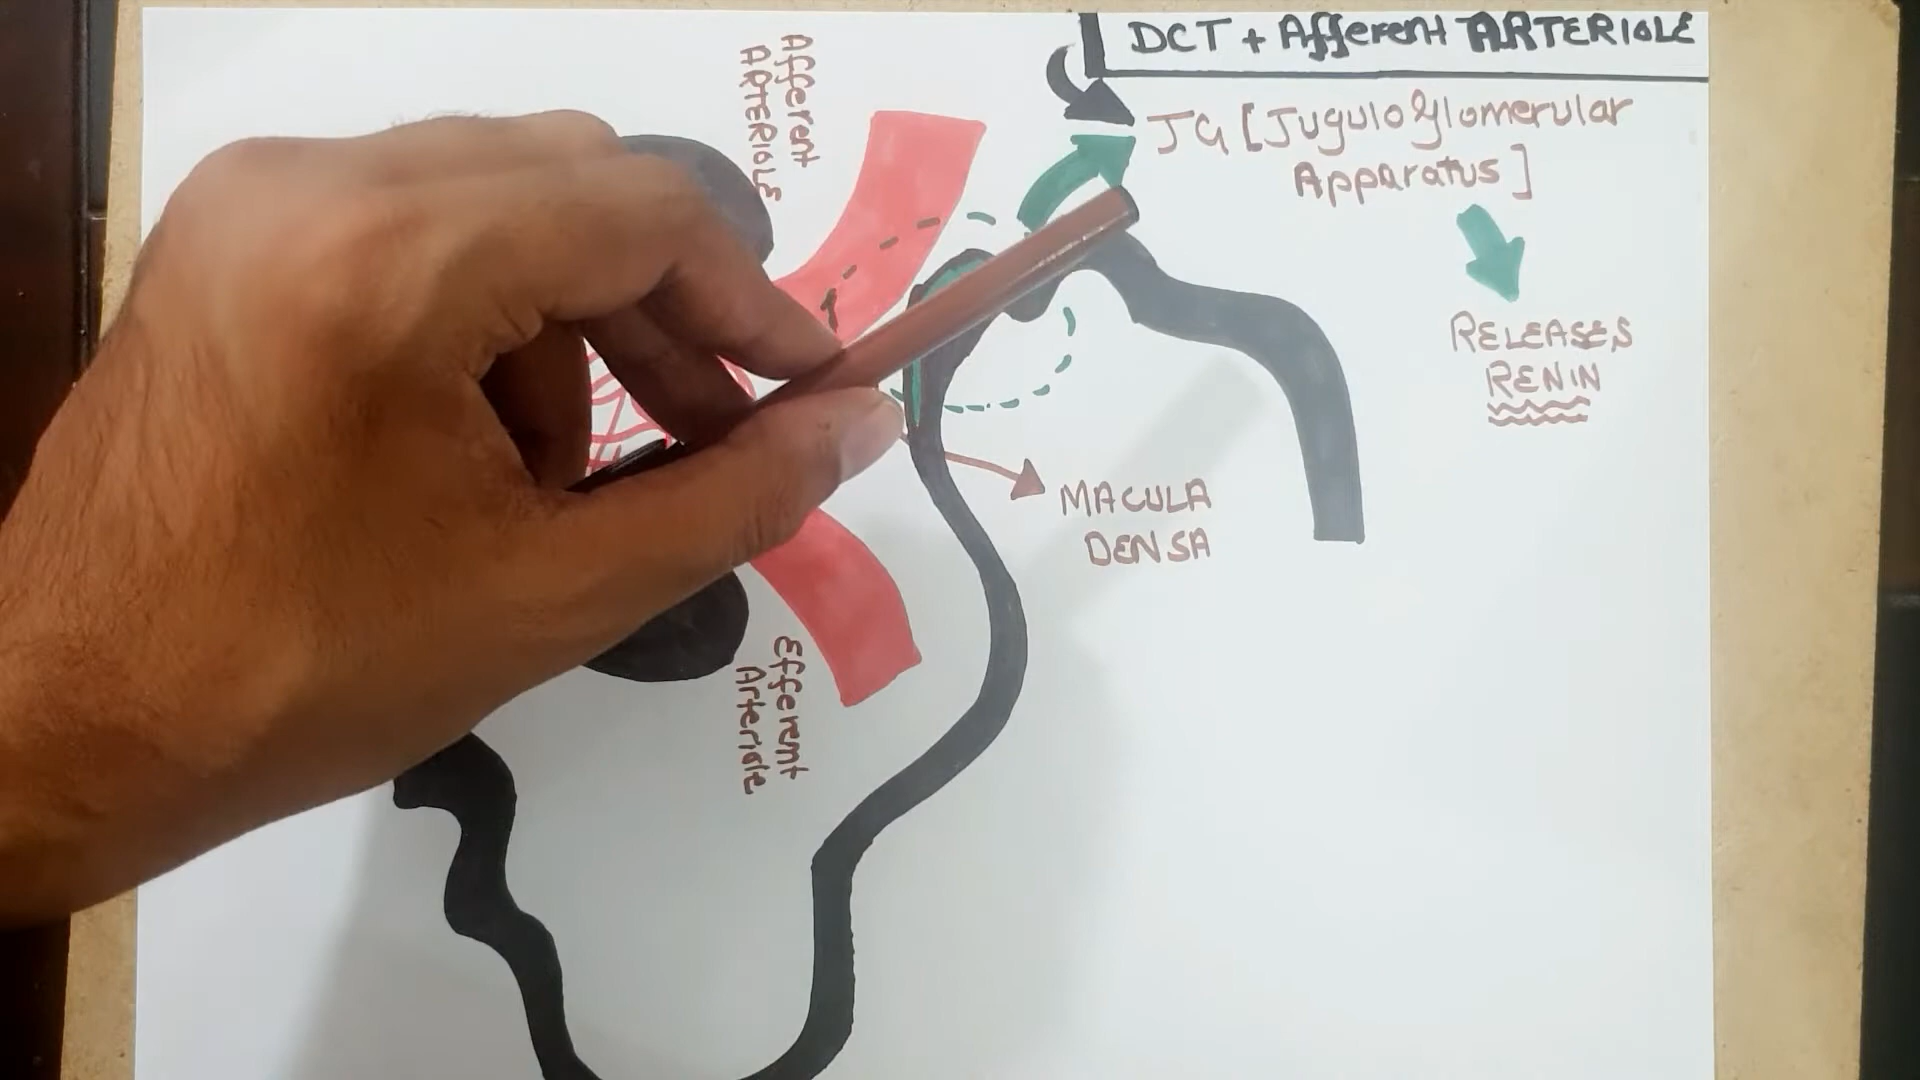 DCT + Afferent ARTERIOLE
Afferent
ARTERIOLE
JG [JuguloGlomerular
Apparatus]
RELEASES
RENIN
MACULA
DENSA
Efferent
Arteriole